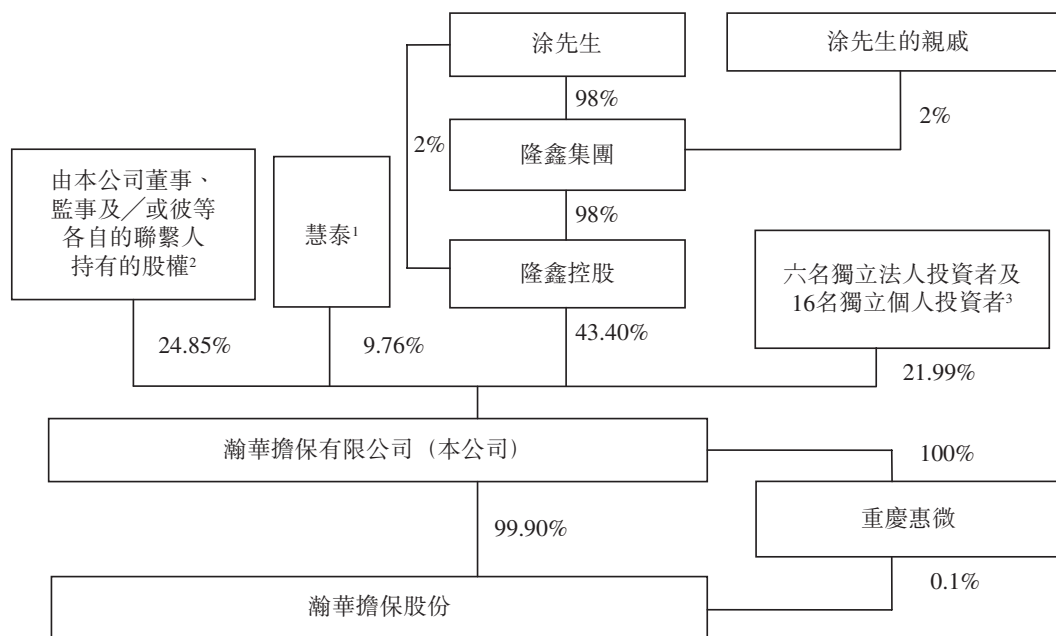 涂先生
涂先生的親戚
98%
2%
2%
隆鑫集團
由本公司董事、
監事及╱或彼等
各自的聯繫人
持有的股權2
慧泰1
98%
隆鑫控股
六名獨立法人投資者及
16名獨立個人投資者3
24.85%
9.76%
43.40%
21.99%
瀚華擔保有限公司（本公司）
100%
重慶惠微
99.90%
0.1%
瀚華擔保股份